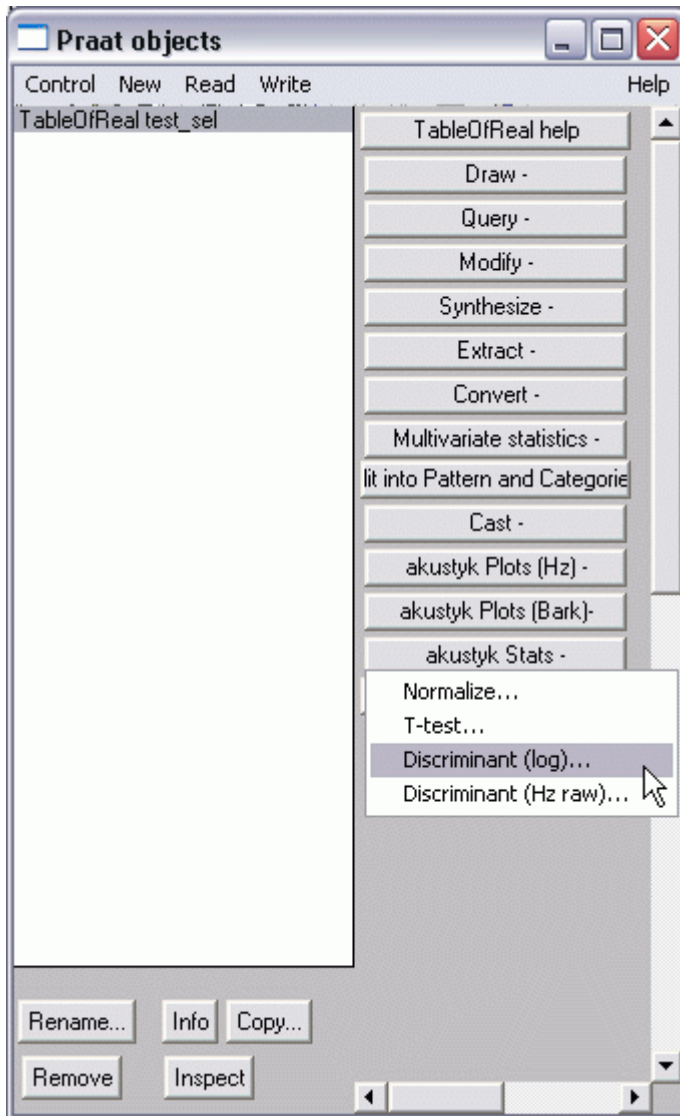 Praat objects
Control New Read Write Help
TableOfReal test_sel
TableOfReal help
Draw -
Query -
Modify -
Synthesize -
Extract -
Convert -
Multivariate statistics -
lit into Pattern and Categorie
Cast -
akustyk Plots (Hz) -
akustyk Plots (Bark)-
akustyk Stats -
Normalize...
T-test...
Discriminant (log)...
Discriminant (Hz raw)...
Rename... Info Copy...
Remove Inspect